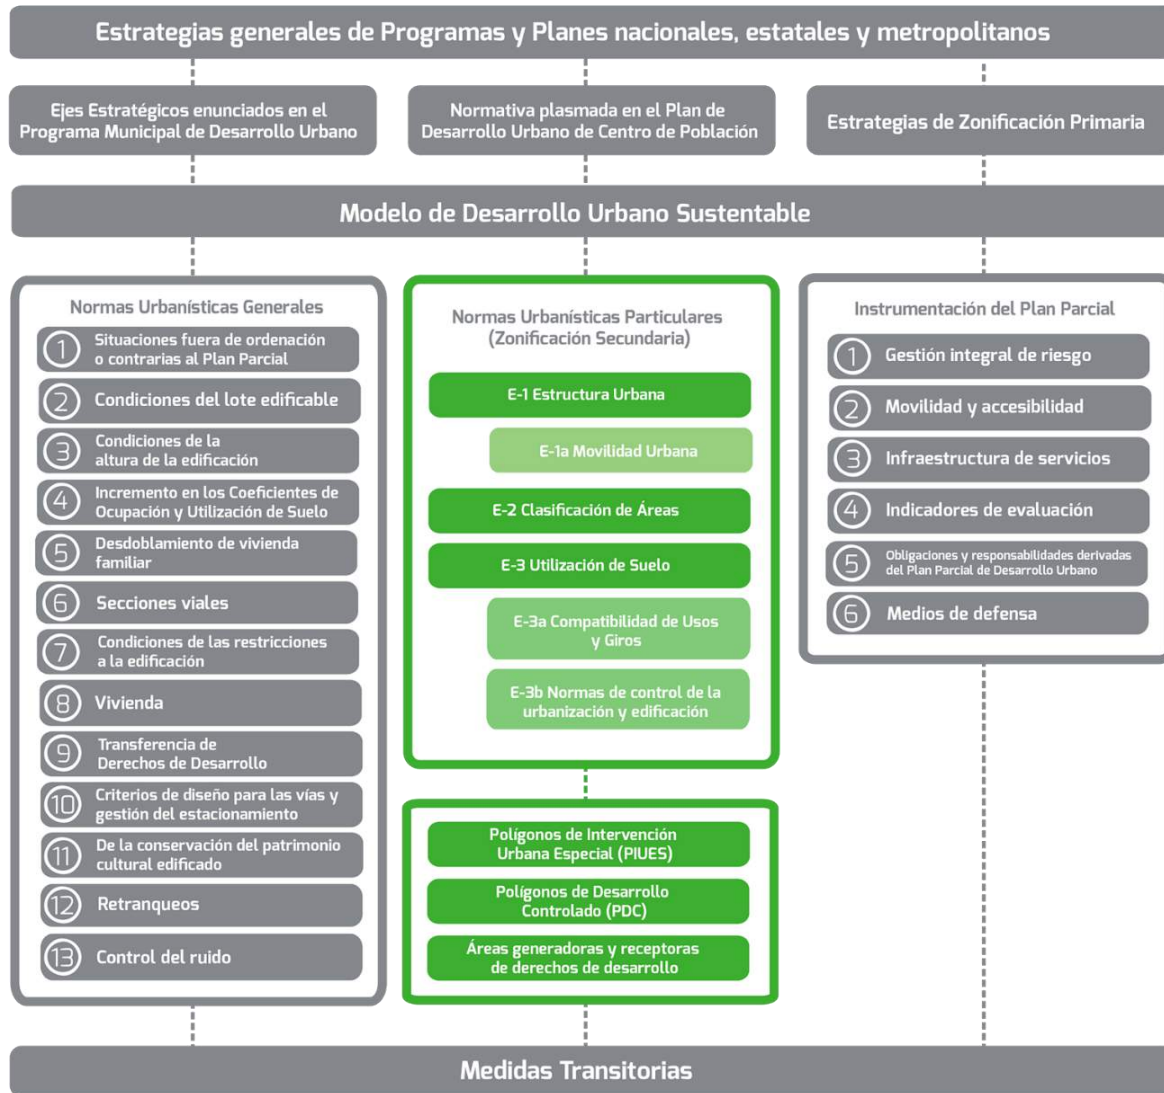 Estrategias generales de Programas y Planes nacionales, estatales y metropolitanos
Ejes Estratégicos enunciados en el
Programa Municipal de Desarrollo Urbano
Normativa plasmada en el Plan de
Desarrollo Urbano de Centro de Población
Estrategias de Zonificación Primaria
Modelo de Desarrollo Urbano Sustentable
Normas Urbanísticas Generales
1 Situaciones fuera de ordenación
o contrarias al Plan Parcial
2 Condiciones del lote edificable
3 Condiciones de la
altura de la edificación
4 Incremento en los Coeficientes de
Ocupación y Utilización de Suelo
5 Desdoblamiento de vivienda
familiar
6 Secciones viales
7 Condiciones de las restricciones
a la edificación
8 Vivienda
9 Transferencia de
Derechos de Desarrollo
10 Criterios de diseño para las vías y
gestión del estacionamiento
11 De la conservación del patrimonio
cultural edificado
12 Retranqueos
13 Control del ruido
Normas Urbanísticas Particulares
(Zonificación Secundaria)
E-1 Estructura Urbana
E-1a Movilidad Urbana
E-2 Clasificación de Áreas
E-3 Utilización de Suelo
E-3a Compatibilidad de Usos
y Giros
E-3b Normas de control de la
urbanización y edificación
Polígonos de Intervención
Urbana Especial (PIUES)
Polígonos de Desarrollo
Controlado (PDC)
Áreas generadoras y receptoras
de derechos de desarrollo
Instrumentación del Plan Parcial
1 Gestión integral de riesgo
2 Movilidad y accesibilidad
3 Infraestructura de servicios
4 Indicadores de evaluación
5 Obligaciones y responsabilidades derivadas
del Plan Parcial de Desarrollo Urbano
6 Medios de defensa
Medidas Transitorias